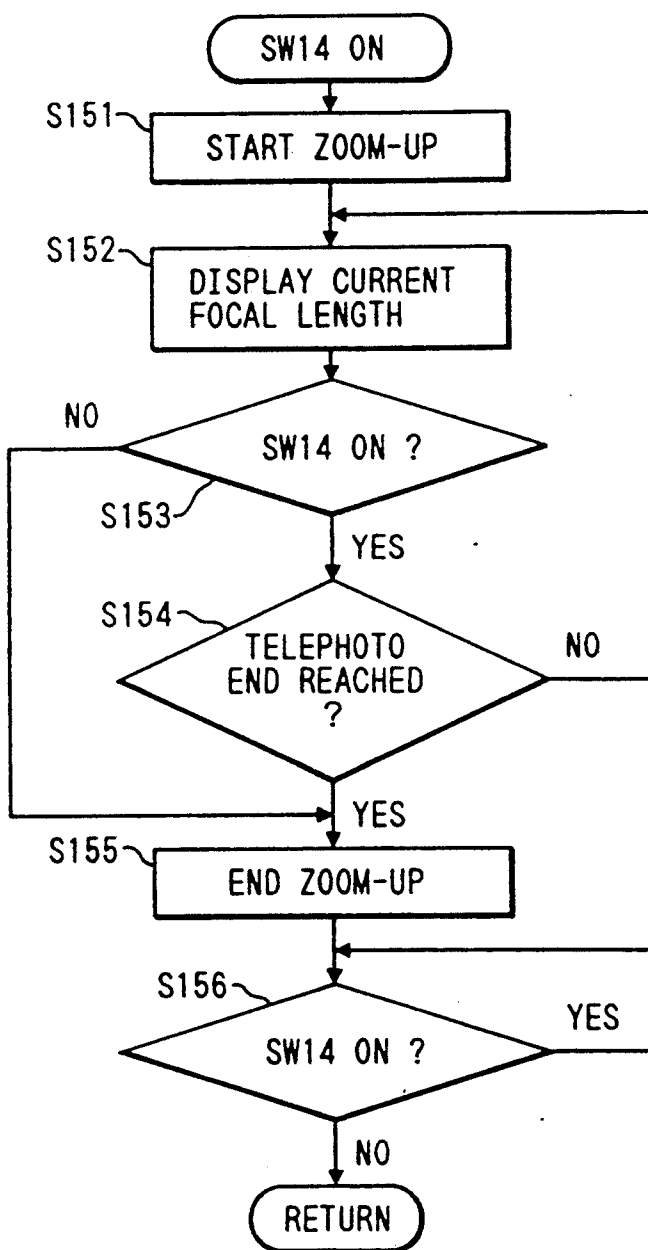 SW14 ON
S151
START ZOOM-UP
S152
DISPLAY CURRENT
FOCAL LENGTH
NO
SW14 ON ?
S153
YES
S154
TELEPHOTO
END REACHED
?
NO
YES
S155
END ZOOM-UP
S156
SW14 ON ?
YES
NO
RETURN